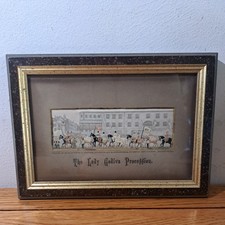 The Lady Godiva Procession.